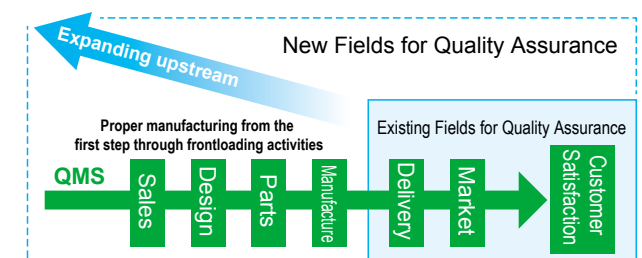 New Fields for Quality Assurance
Expanding upstream
Proper manufacturing from the
first step through frontloading activities
Existing Fields for Quality Assurance
QMS
Sales
Design
Parts
Manufacture
Delivery
Market
Customer
Satisfaction